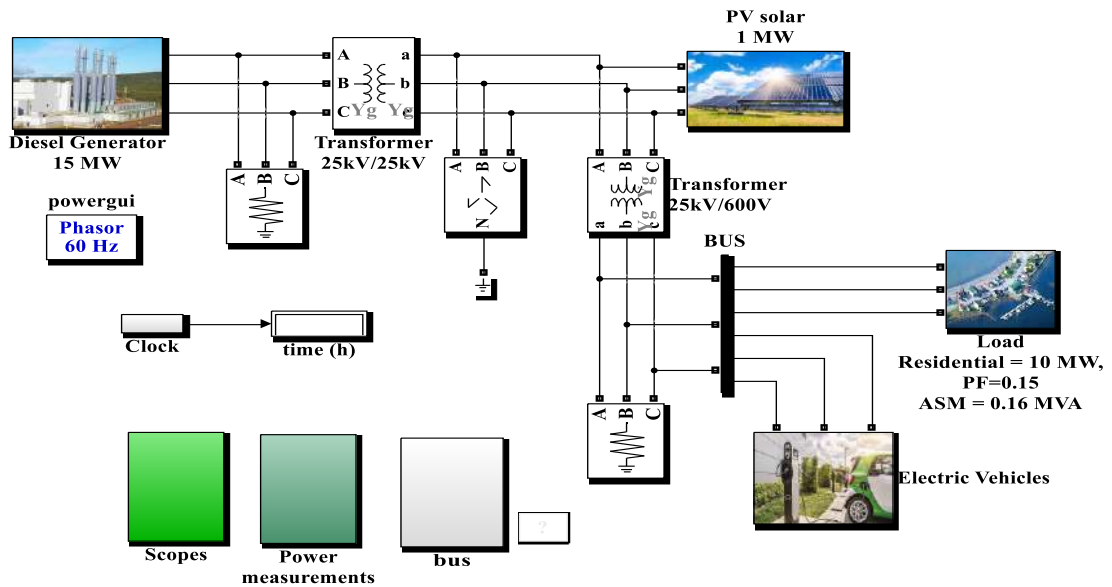 PV solar
1 MW
A
B
C
a
b
c
Yg
Yg
Diesel Generator
15 MW
Transformer
25kV/25kV
A
B
C
A
B
C
N
A
B
C
Yg
Yg
a
b
c
Transformer
25kV/600V
powergui
Phasor
60 Hz
BUS
Clock
time (h)
Load
Residential = 10 MW,
PF=0.15
ASM = 0.16 MVA
A
B
C
Electric Vehicles
Scopes
Power
measurements
bus
?